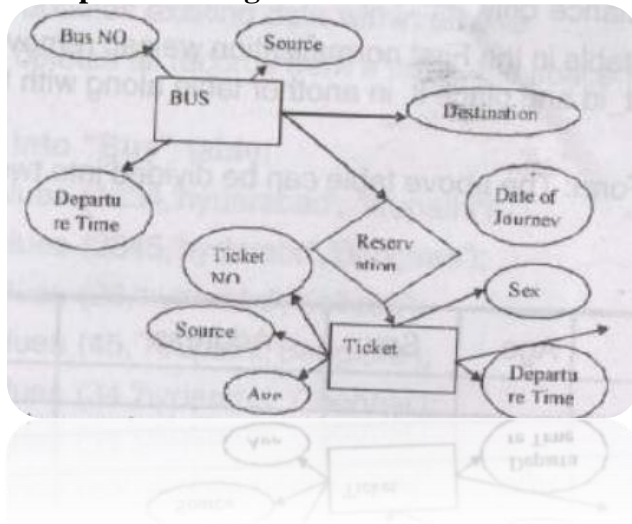 Bus NO
Source
BUS
Destination
Departu
re Time
Date of
Journey
Reserv
ation
Ticket
NO
Sex
Source
Ticket
Age
Departu
re Time